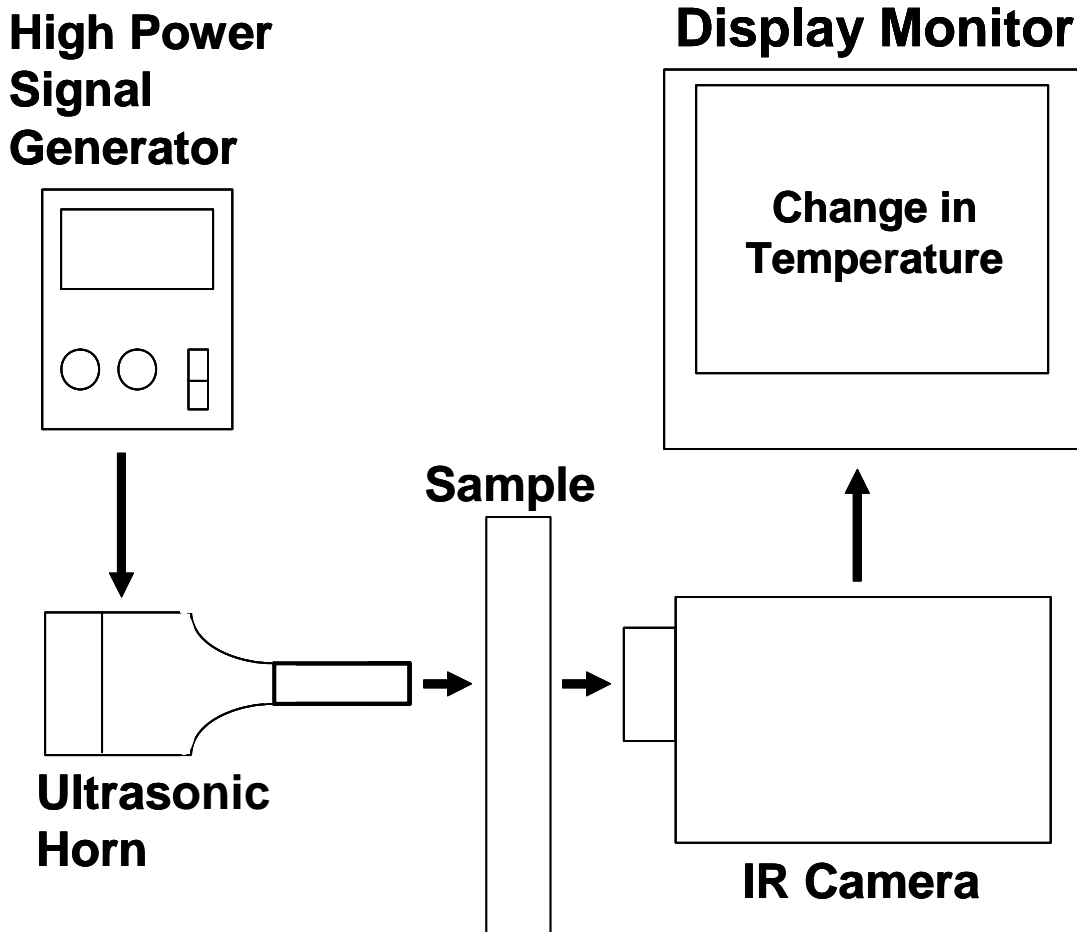 High Power
Signal
Generator
Display Monitor
Change in
Temperature
Sample
Ultrasonic
Horn
IR Camera